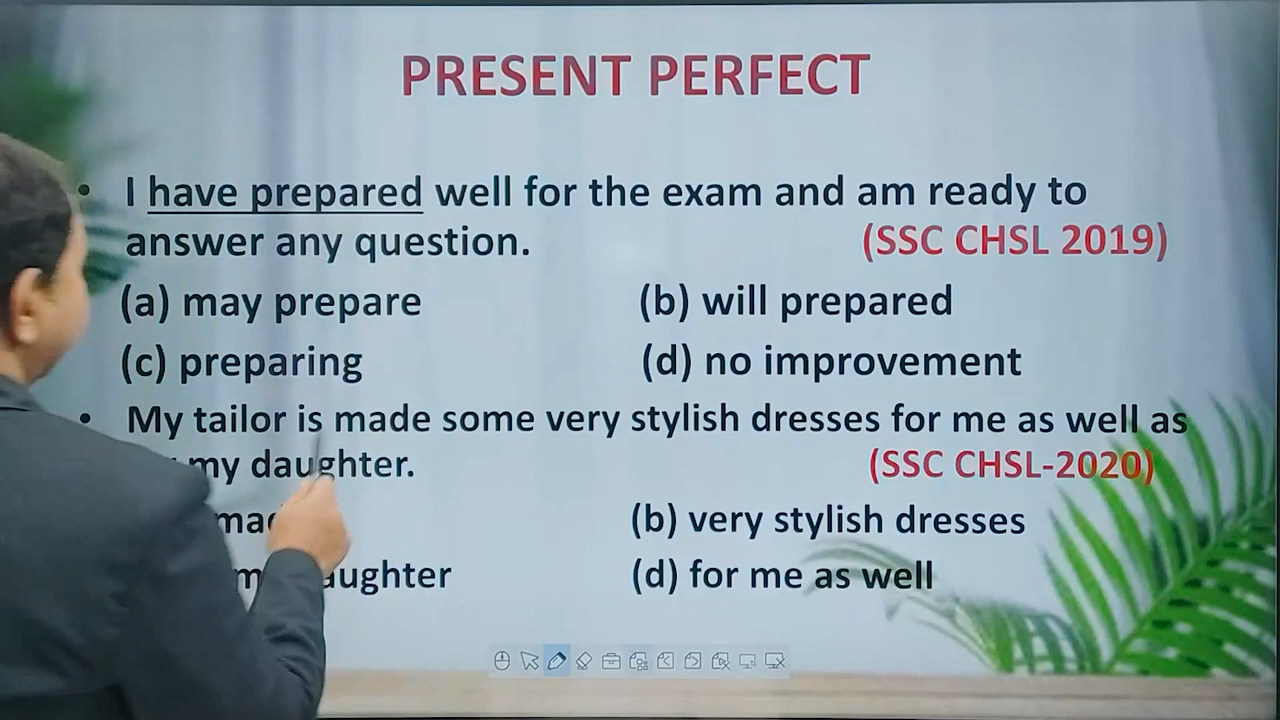 PRESENT PERFECT
• I have prepared well for the exam and am ready to
answer any question. (SSC CHSL 2019)
(a) may prepare (b) will prepared
(c) preparing (d) no improvement
• My tailor is made some very stylish dresses for me as well as
my daughter. (SSC CHSL-2020)
(b) very stylish dresses
(d) for me as well